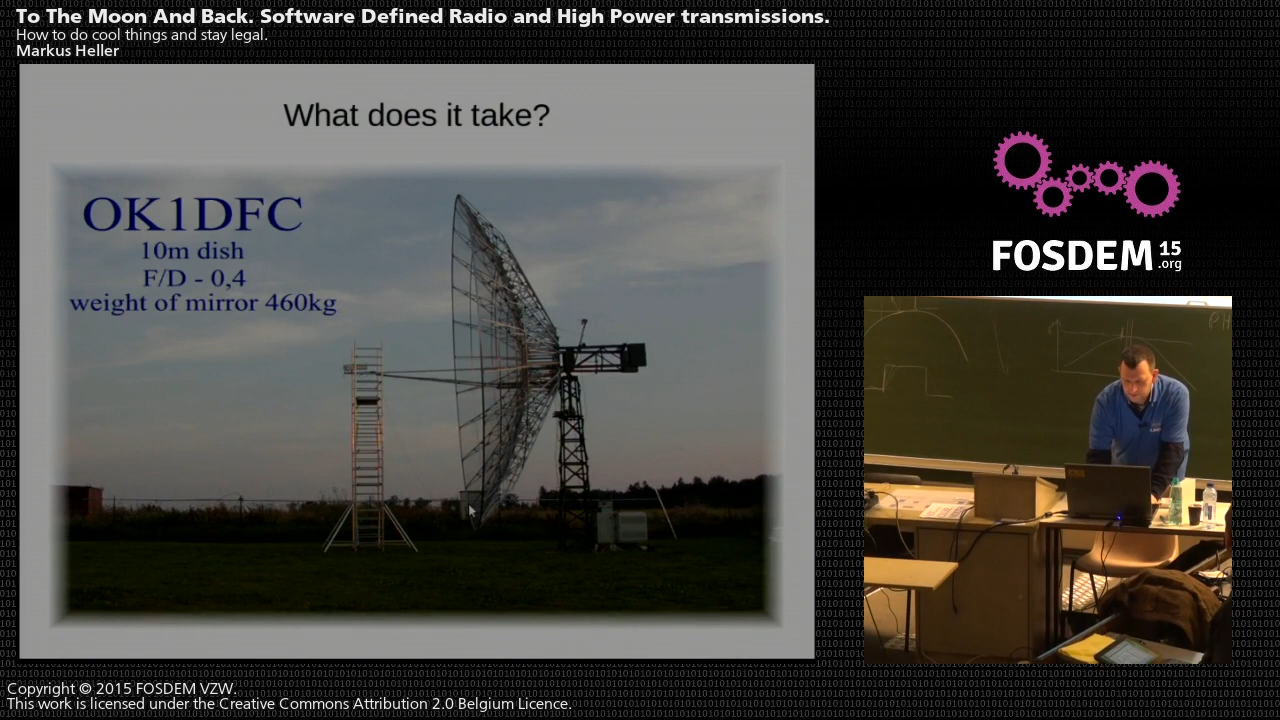 To The Moon And Back. Software Defined Radio and High Power transmissions.
How to do cool things and stay legal.
Markus Heller
What does it take?
OK1DFC
10m dish
F/D - 0,4
weight of mirror 460kg
FOSDEM 15
.org
Copyright © 2015 FOSDEM VZW.
This work is licensed under the Creative Commons Attribution 2.0 Belgium Licence.